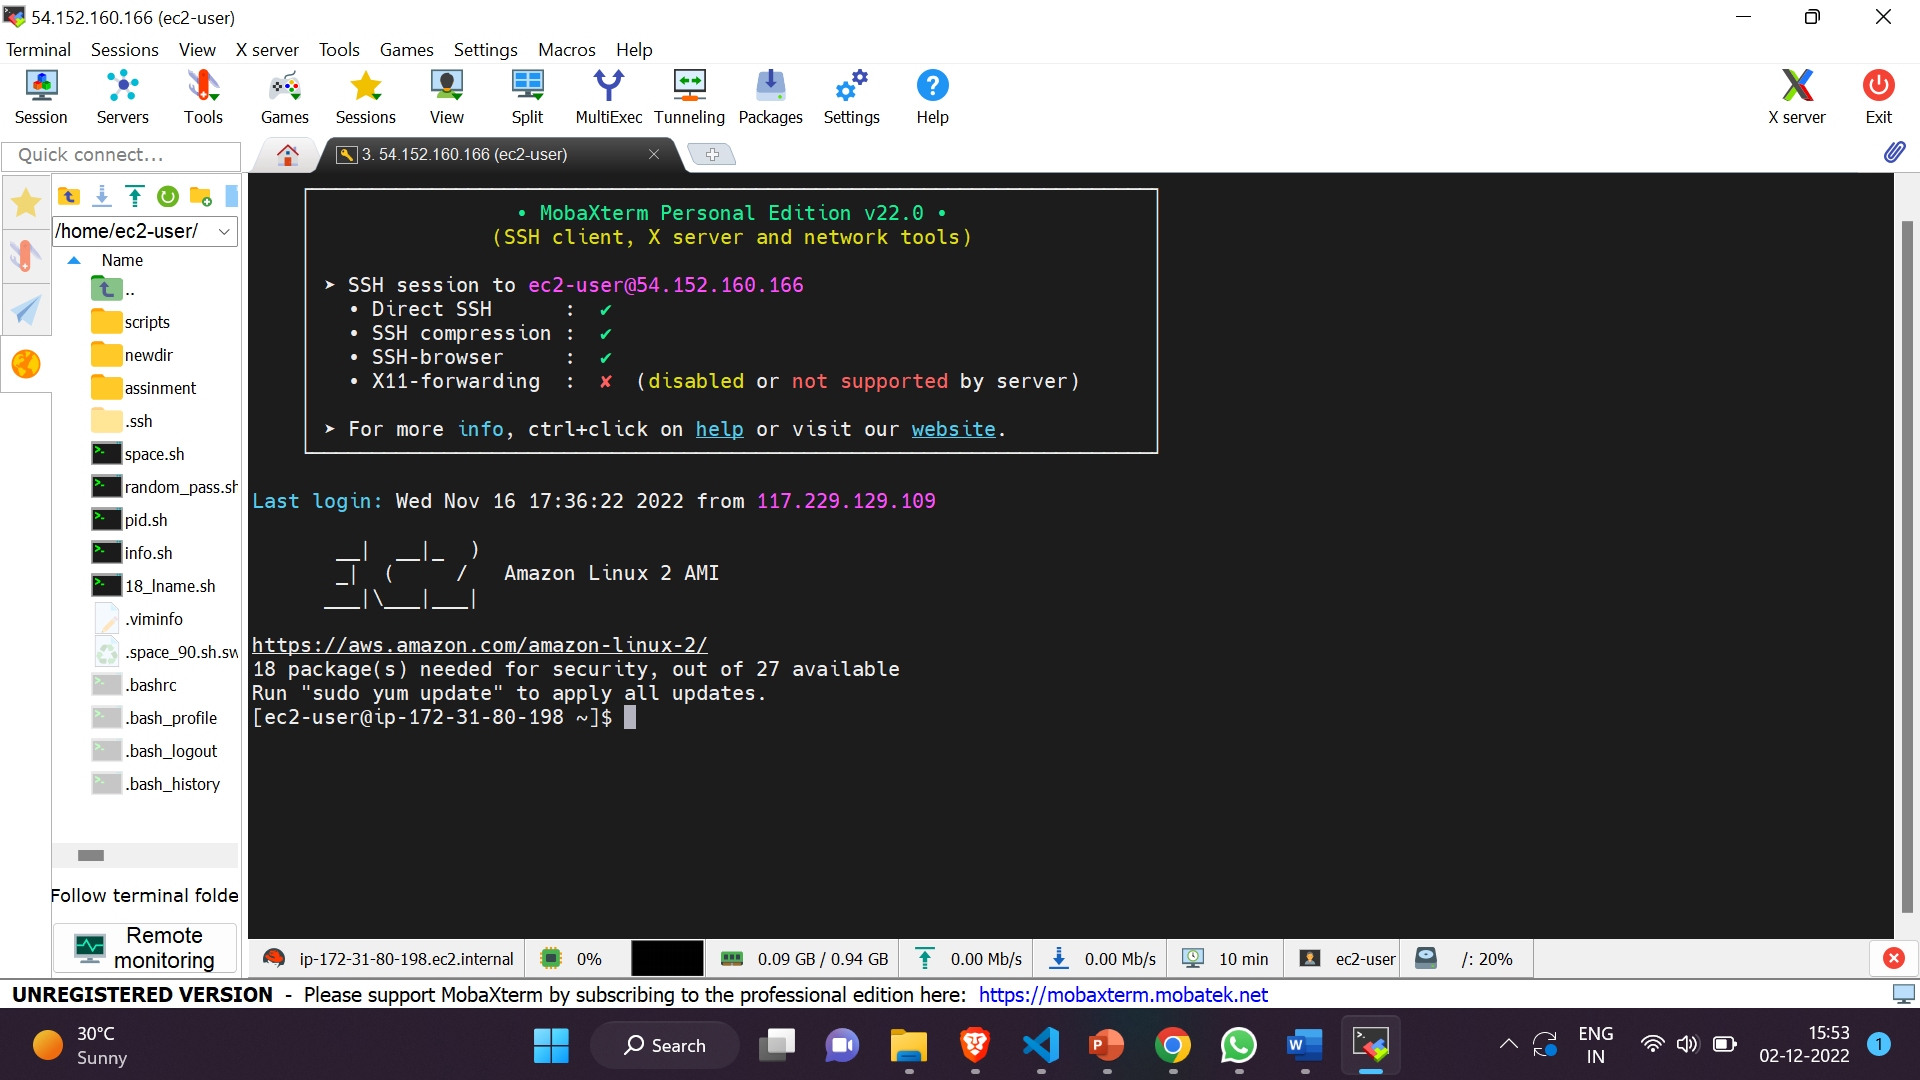 54.152.160.166 (ec2-user)
Terminal Sessions View X server Tools Games Settings Macros Help
Session Servers Tools Games Sessions View Split MultiExec Tunneling Packages Settings Help X server Exit
Quick connect...
3. 54.152.160.166 (ec2-user)
/home/ec2-user/
Name
..
scripts
newdir
assinment
.ssh
space.sh
random_pass.sh
pid.sh
info.sh
18_lname.sh
.viminfo
.space_90.sh.sw
.bashrc
.bash_profile
.bash_logout
.bash_history
Follow terminal folde
Remote
monitoring
• MobaXterm Personal Edition v22.0 •
(SSH client, X server and network tools)
➤ SSH session to ec2-user@54.152.160.166
• Direct SSH : ✔
• SSH compression : ✔
• SSH-browser : ✔
• X11-forwarding : ✘ (disabled or not supported by server)
➤ For more info, ctrl+click on help or visit our website.
Last login: Wed Nov 16 17:36:22 2022 from 117.229.129.109
__| __|_ )
_| ( / Amazon Linux 2 AMI
___|\___|___|
https://aws.amazon.com/amazon-linux-2/
18 package(s) needed for security, out of 27 available
Run "sudo yum update" to apply all updates.
[ec2-user@ip-172-31-80-198 ~]$
ip-172-31-80-198.ec2.internal 0% 0.09 GB / 0.94 GB 0.00 Mb/s 0.00 Mb/s 10 min ec2-user /: 20%
UNREGISTERED VERSION - Please support MobaXterm by subscribing to the professional edition here: https://mobaxterm.mobatek.net
30°C
Sunny
Search
ENG
IN
15:53
02-12-2022
1